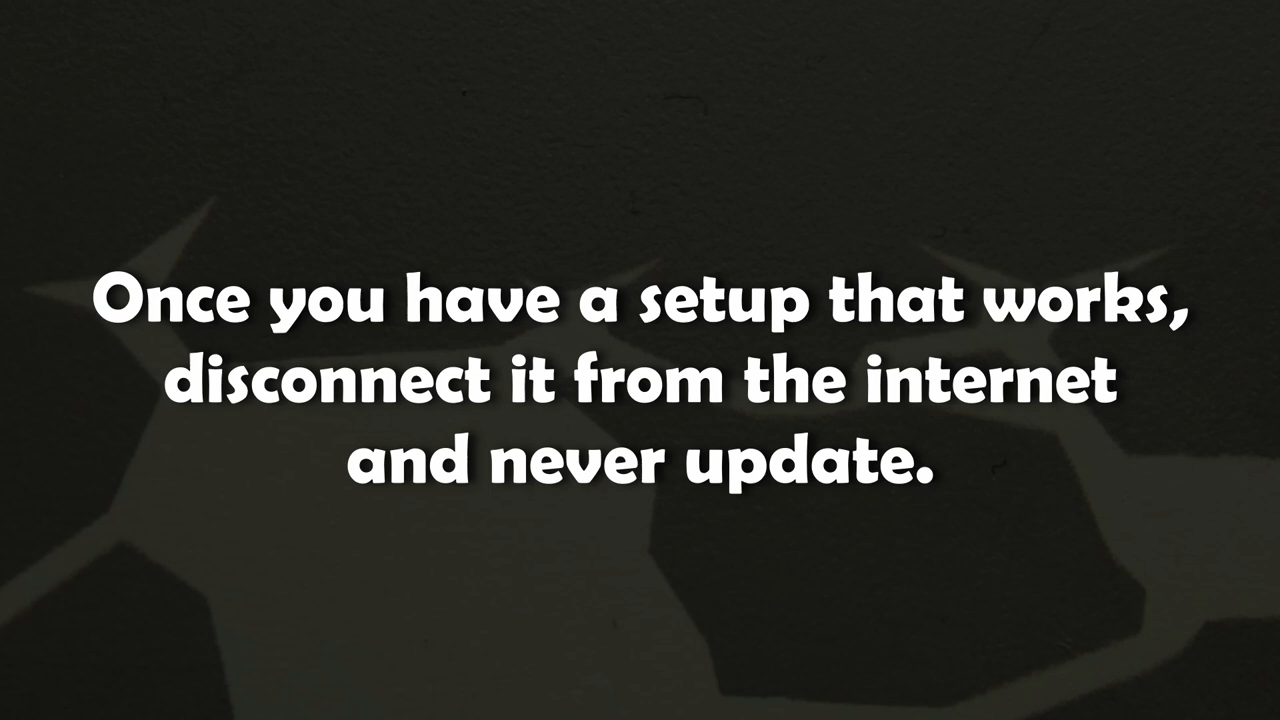 Once you have a setup that works,
disconnect it from the internet
and never update.